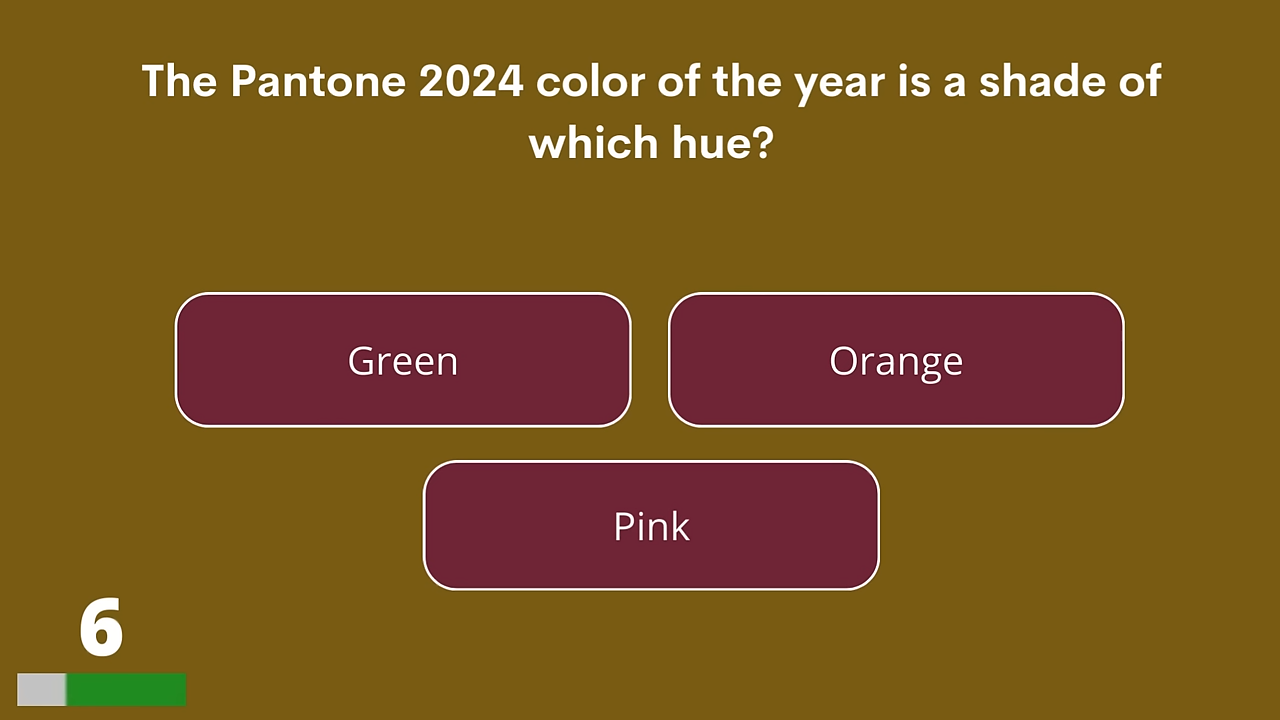 The Pantone 2024 color of the year is a shade of
which hue?
Green
Orange
Pink
6